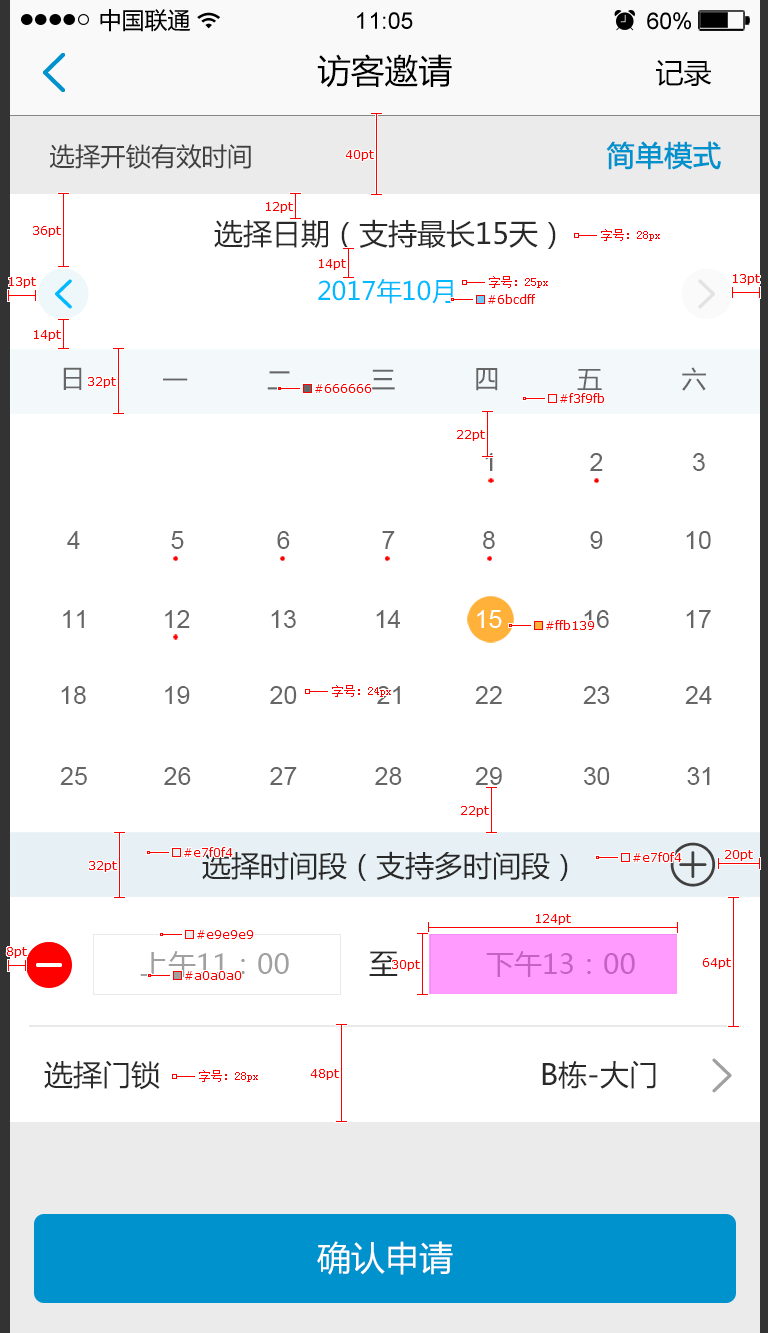 中国联通 11:05 60%
访客邀请 记录
选择开锁有效时间 40pt 简单模式
12pt
36pt 选择日期（支持最长15天） 字号：28px
14pt
13pt 2017年10月 字号：25px 13pt
#6bcdff
14pt
日 32pt 一 二 #666666 三 四 五 六
#f3f9fb
22pt
1 2 3
4 5 6 7 8 9 10
11 12 13 14 15 #ffb139 16 17
18 19 20 字号：24px 21 22 23 24
25 26 27 28 29 30 31
22pt
32pt #e7f0f4 选择时间段（支持多时间段） #e7f0f4 20pt
124pt
#e9e9e9
8pt 上午11：00 至 30pt 下午13：00 64pt
#a0a0a0
选择门锁 字号：28px 48pt B栋-大门
确认申请